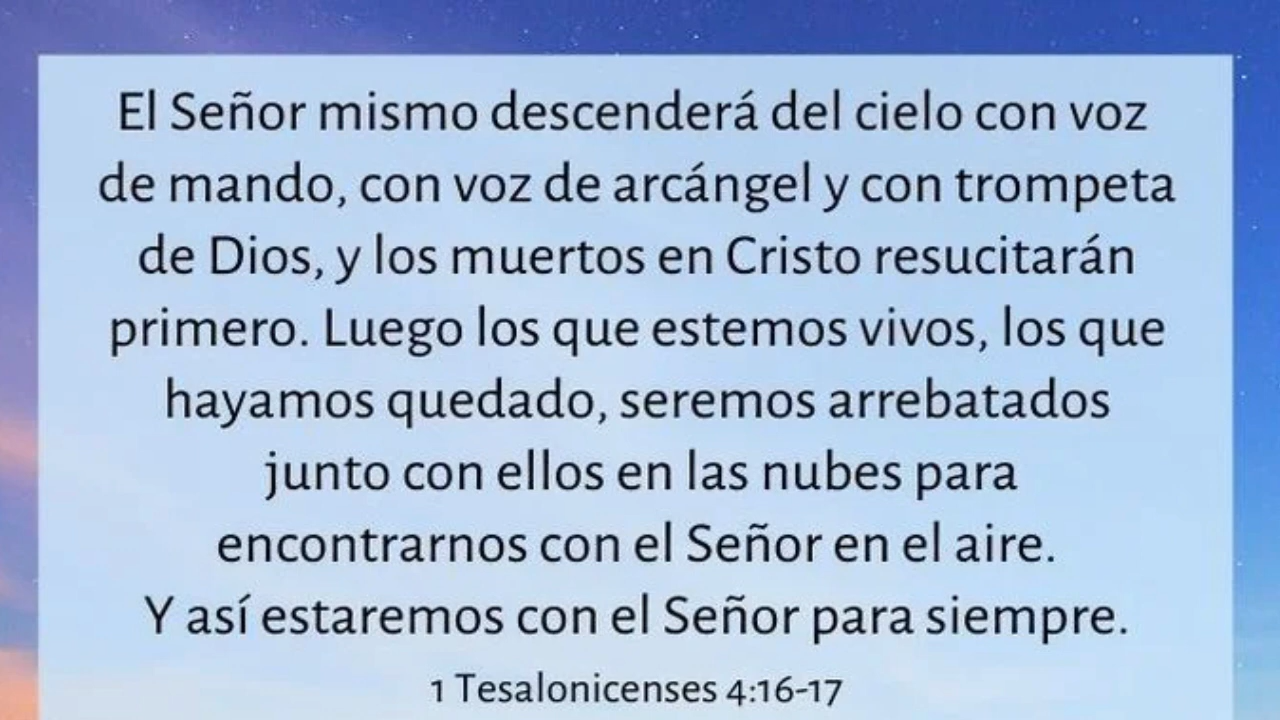 El Señor mismo descenderá del cielo con voz
de mando, con voz de arcángel y con trompeta
de Dios, y los muertos en Cristo resucitarán
primero. Luego los que estemos vivos, los que
hayamos quedado, seremos arrebatados
junto con ellos en las nubes para
encontrarnos con el Señor en el aire.
Y así estaremos con el Señor para siempre.
1 Tesalonicenses 4:16-17